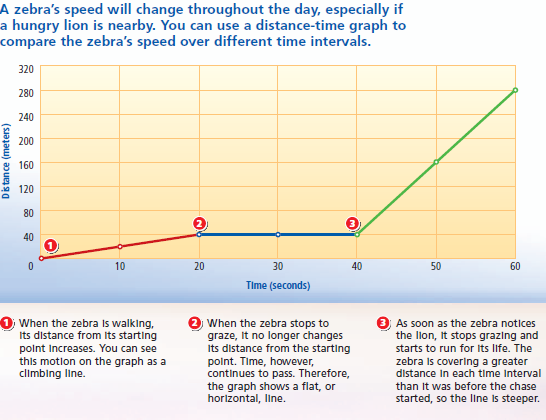 A zebra's speed will change throughout the day, especially if
a hungry lion is nearby. You can use a distance-time graph to
compare the zebra's speed over different time intervals.
320
280
240
200
160
120
80
40
0
Distance (meters)
1
2
3
10
20
30
40
50
60
Time (seconds)
1 When the zebra is walking,
its distance from its starting
point increases. You can see
this motion on the graph as a
climbing line.
2 When the zebra stops to
graze, it no longer changes
its distance from the starting
point. Time, however,
continues to pass. Therefore,
the graph shows a flat, or
horizontal, line.
3 As soon as the zebra notices
the lion, it stops grazing and
starts to run for its life. The
zebra is covering a greater
distance in each time interval
than it was before the chase
started, so the line is steeper.